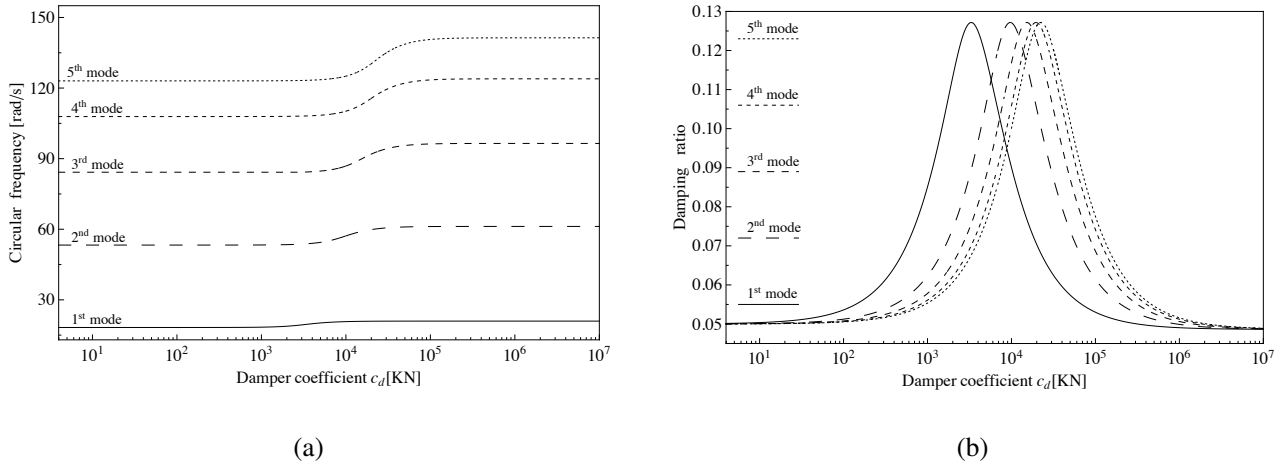 150
120
90
60
30
Circular frequency [rad/s]
5th mode
4th mode
3rd mode
2nd mode
1st mode
10^1 10^2 10^3 10^4 10^5 10^6 10^7
Damper coefficient c_d [KN]
(a)
0.13
0.12
0.11
0.10
0.09
0.08
0.07
0.06
0.05
Damping ratio
5th mode
4th mode
3rd mode
2nd mode
1st mode
10^1 10^2 10^3 10^4 10^5 10^6 10^7
Damper coefficient c_d [KN]
(b)